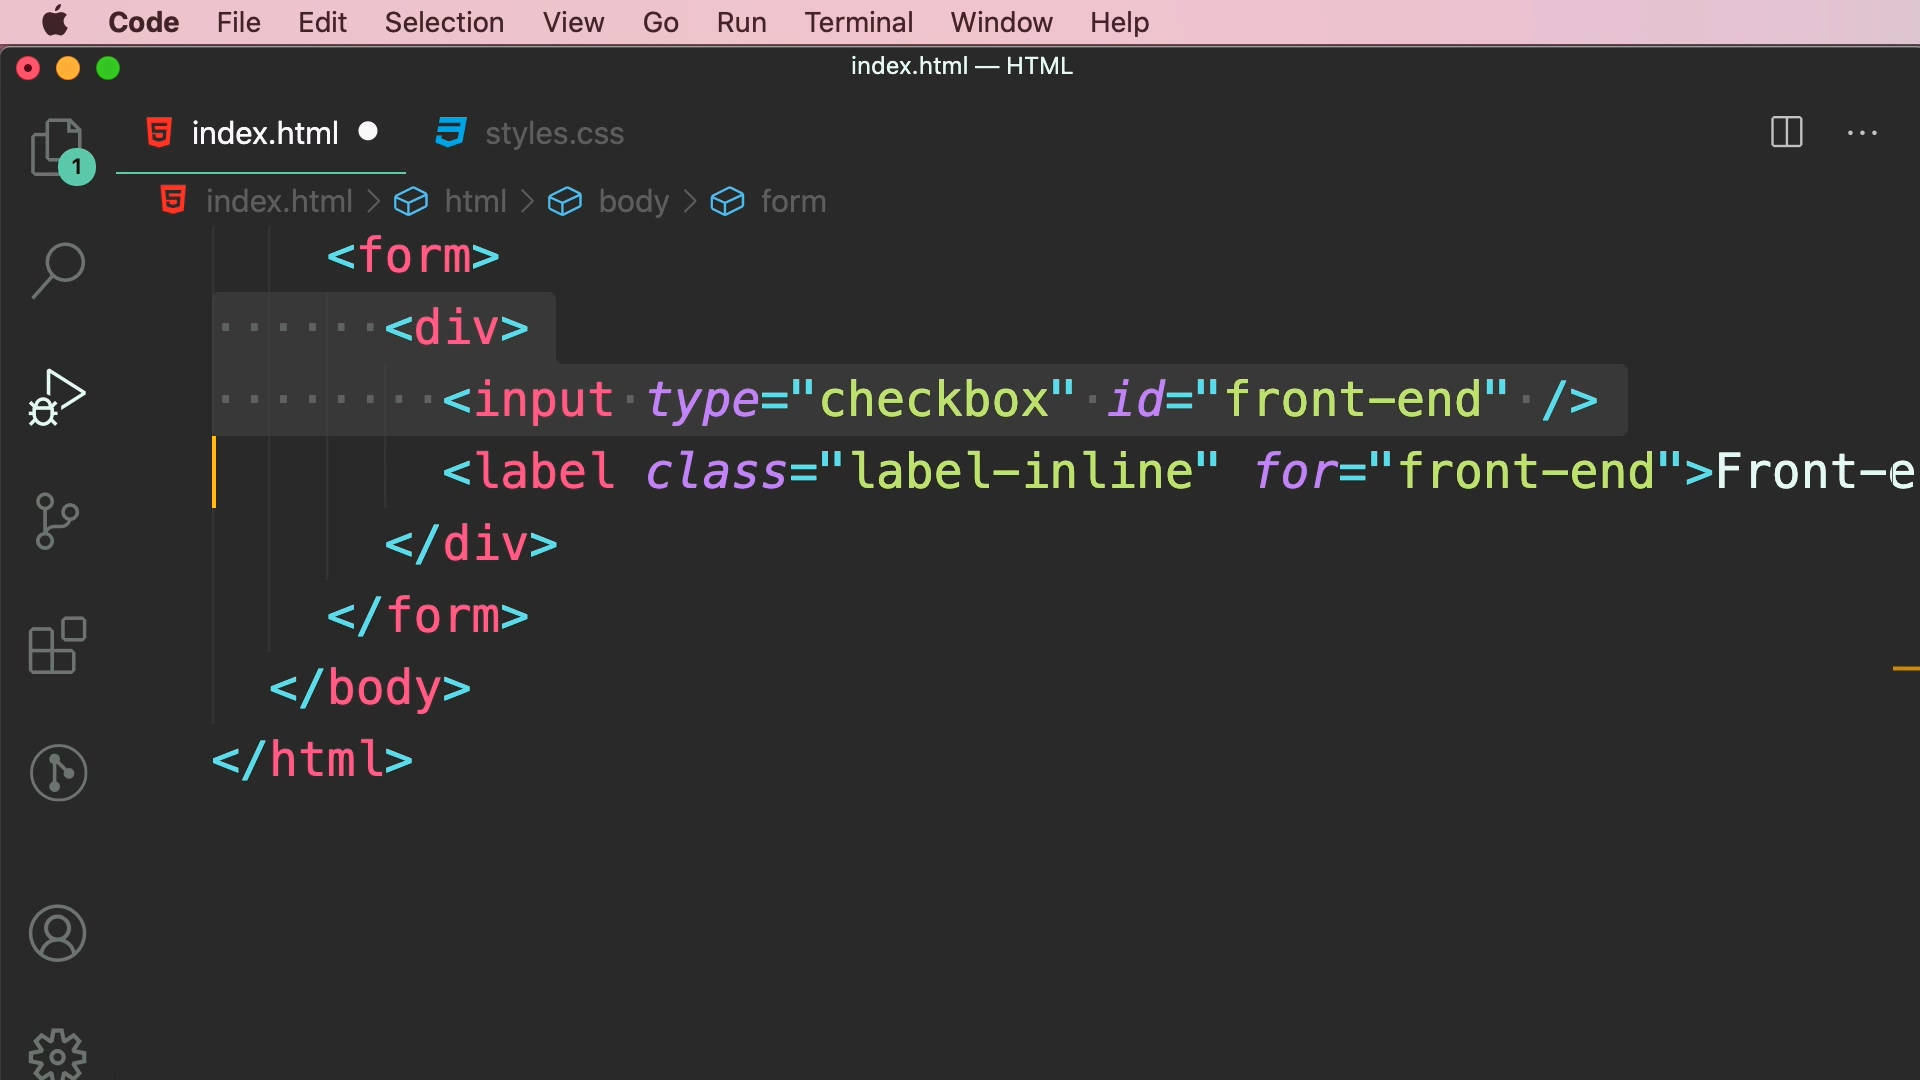 Code File Edit Selection View Go Run Terminal Window Help
index.html — HTML
index.html styles.css
1
index.html > html > body > form
<form>
<div>
<input type="checkbox" id="front-end" />
<label class="label-inline" for="front-end">Front-e
</div>
</form>
</body>
</html>